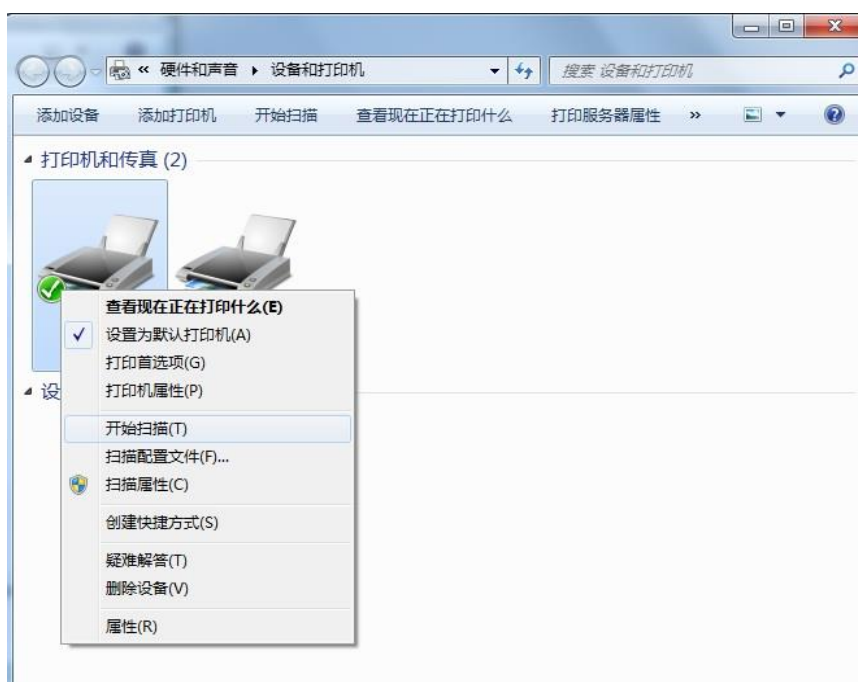 « 硬件和声音 ▸ 设备和打印机
搜索 设备和打印机
添加设备 添加打印机 开始扫描 查看现在正在打印什么 打印服务器属性 »
打印机和传真 (2)
查看现在正在打印什么(E)
设置为默认打印机(A)
打印首选项(G)
打印机属性(P)
设
开始扫描(T)
扫描配置文件(F)...
扫描属性(C)
创建快捷方式(S)
疑难解答(T)
删除设备(V)
属性(R)